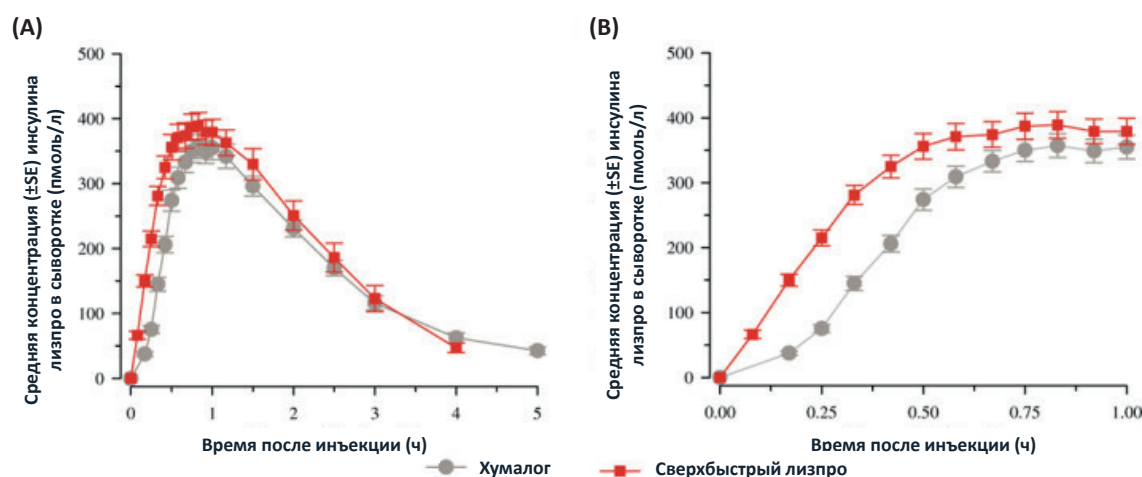 (A)
Средняя концентрация (±SE) инсулина
лизпро в сыворотке (пмоль/л)
500
400
300
200
100
0
0 1 2 3 4 5
Время после инъекции (ч)
(B)
Средняя концентрация (±SE) инсулина
лизпро в сыворотке (пмоль/л)
500
400
300
200
100
0
0.00 0.25 0.50 0.75 1.00
Время после инъекции (ч)
Хумалог Сверхбыстрый лизпро